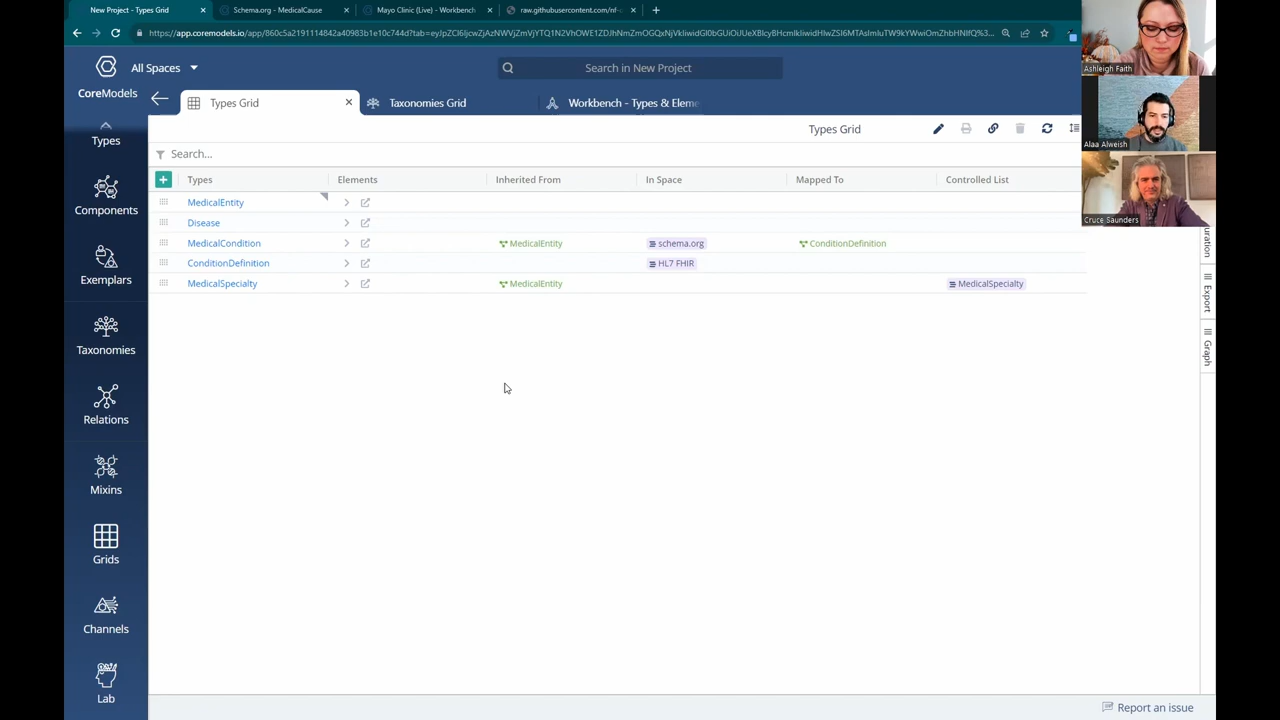 New Project - Types Grid
Schema.org - MedicalCause
Mayo Clinic (Live) - Workbench
raw.githubusercontent.com/nf-c
Ashleigh Faith
Alaa Alweish
Cruce Saunders
CoreModels
All Spaces
Search in New Project
Types Grid
Taxonomies Grid
Workbench - Types & Eleme
Types
Components
Exemplars
Taxonomies
Relations
Mixins
Grids
Channels
Lab
Types Grid
Search...
Types Elements Inherited From In Space Mapped To Controlled List
MedicalEntity
Disease
MedicalCondition MedicalEntity schema.org ConditionDefinition
ConditionDefinition HL7 FHIR
MedicalSpecialty MedicalEntity MedicalSpecialty
uration
Export
Graph
Report an issue